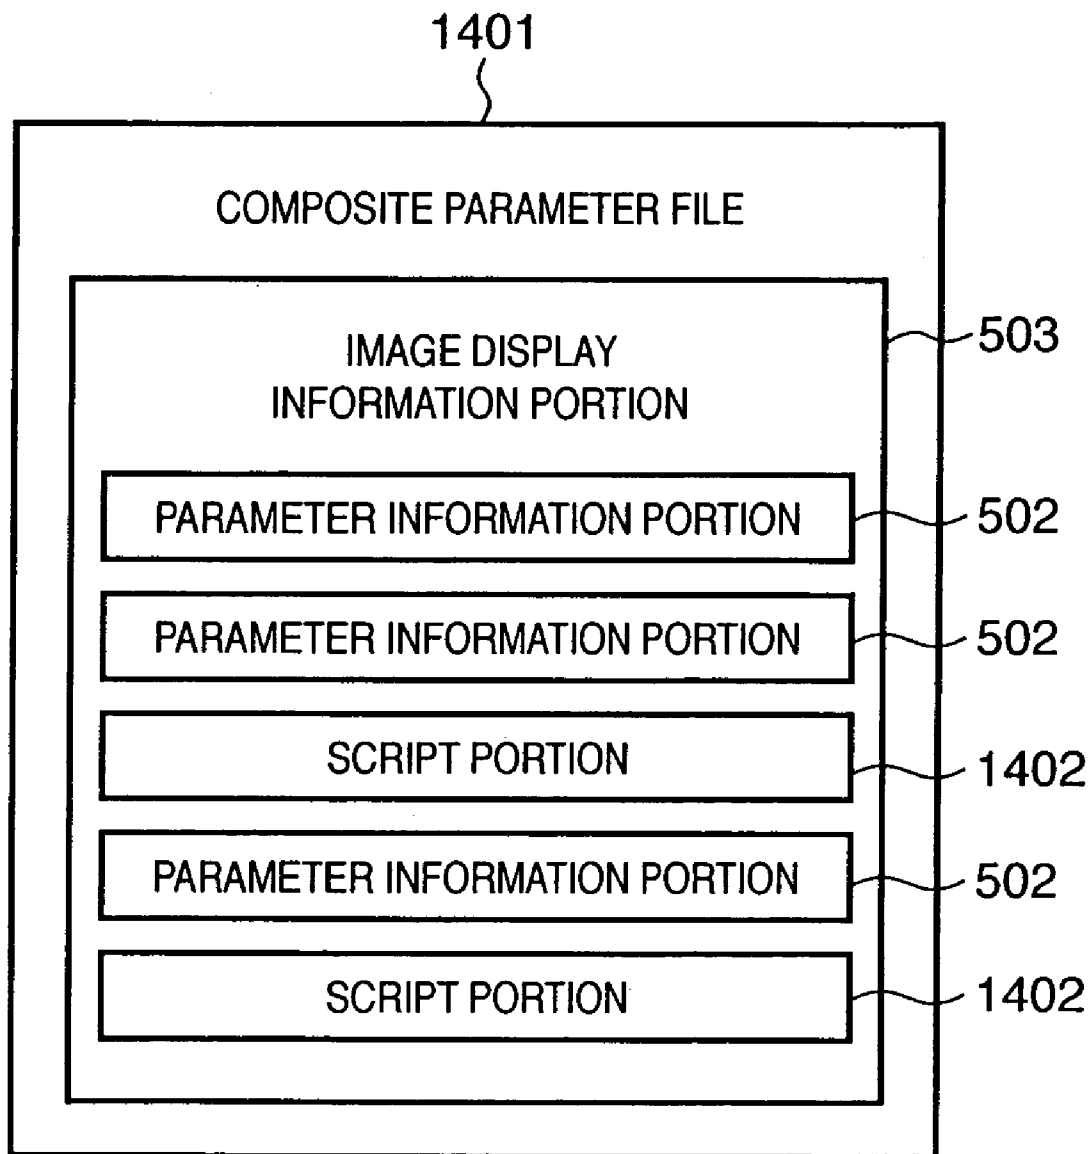 1401
COMPOSITE PARAMETER FILE
503
IMAGE DISPLAY
INFORMATION PORTION
PARAMETER INFORMATION PORTION
502
PARAMETER INFORMATION PORTION
502
SCRIPT PORTION
1402
PARAMETER INFORMATION PORTION
502
SCRIPT PORTION
1402